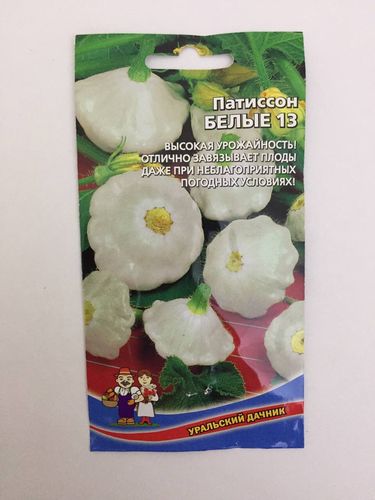 Патиссон
БЕЛЫЕ 13
ВЫСОКАЯ УРОЖАЙНОСТЬ!
ОТЛИЧНО ЗАВЯЗЫВАЕТ ПЛОДЫ
ДАЖЕ ПРИ НЕБЛАГОПРИЯТНЫХ
ПОГОДНЫХ УСЛОВИЯХ!
УРАЛЬСКИЙ ДАЧНИК